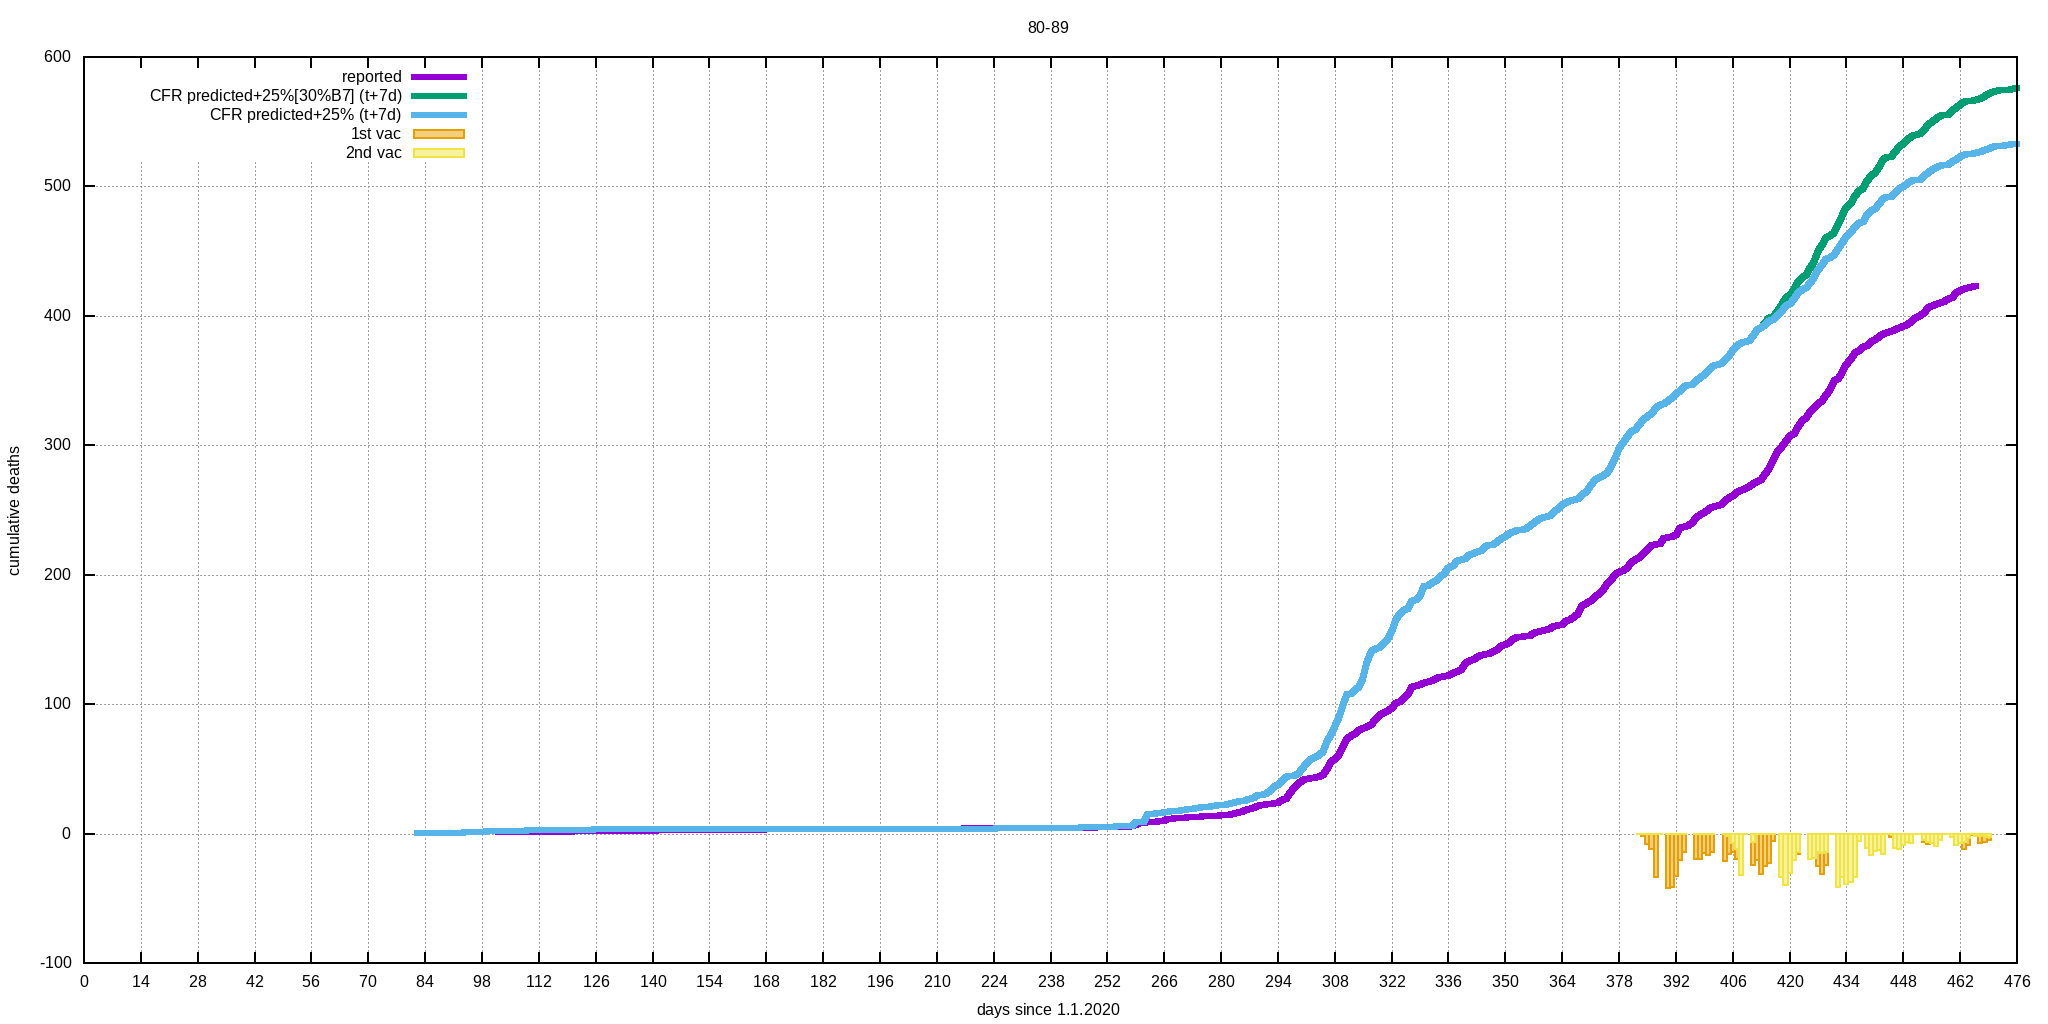 80-89
reported
CFR predicted+25%[30%B7] (t+7d)
CFR predicted+25% (t+7d)
1st vac
2nd vac
600
500
400
300
200
100
0
-100
cumulative deaths
0 14 28 42 56 70 84 98 112 126 140 154 168 182 196 210 224 238 252 266 280 294 308 322 336 350 364 378 392 406 420 434 448 462 476
days since 1.1.2020